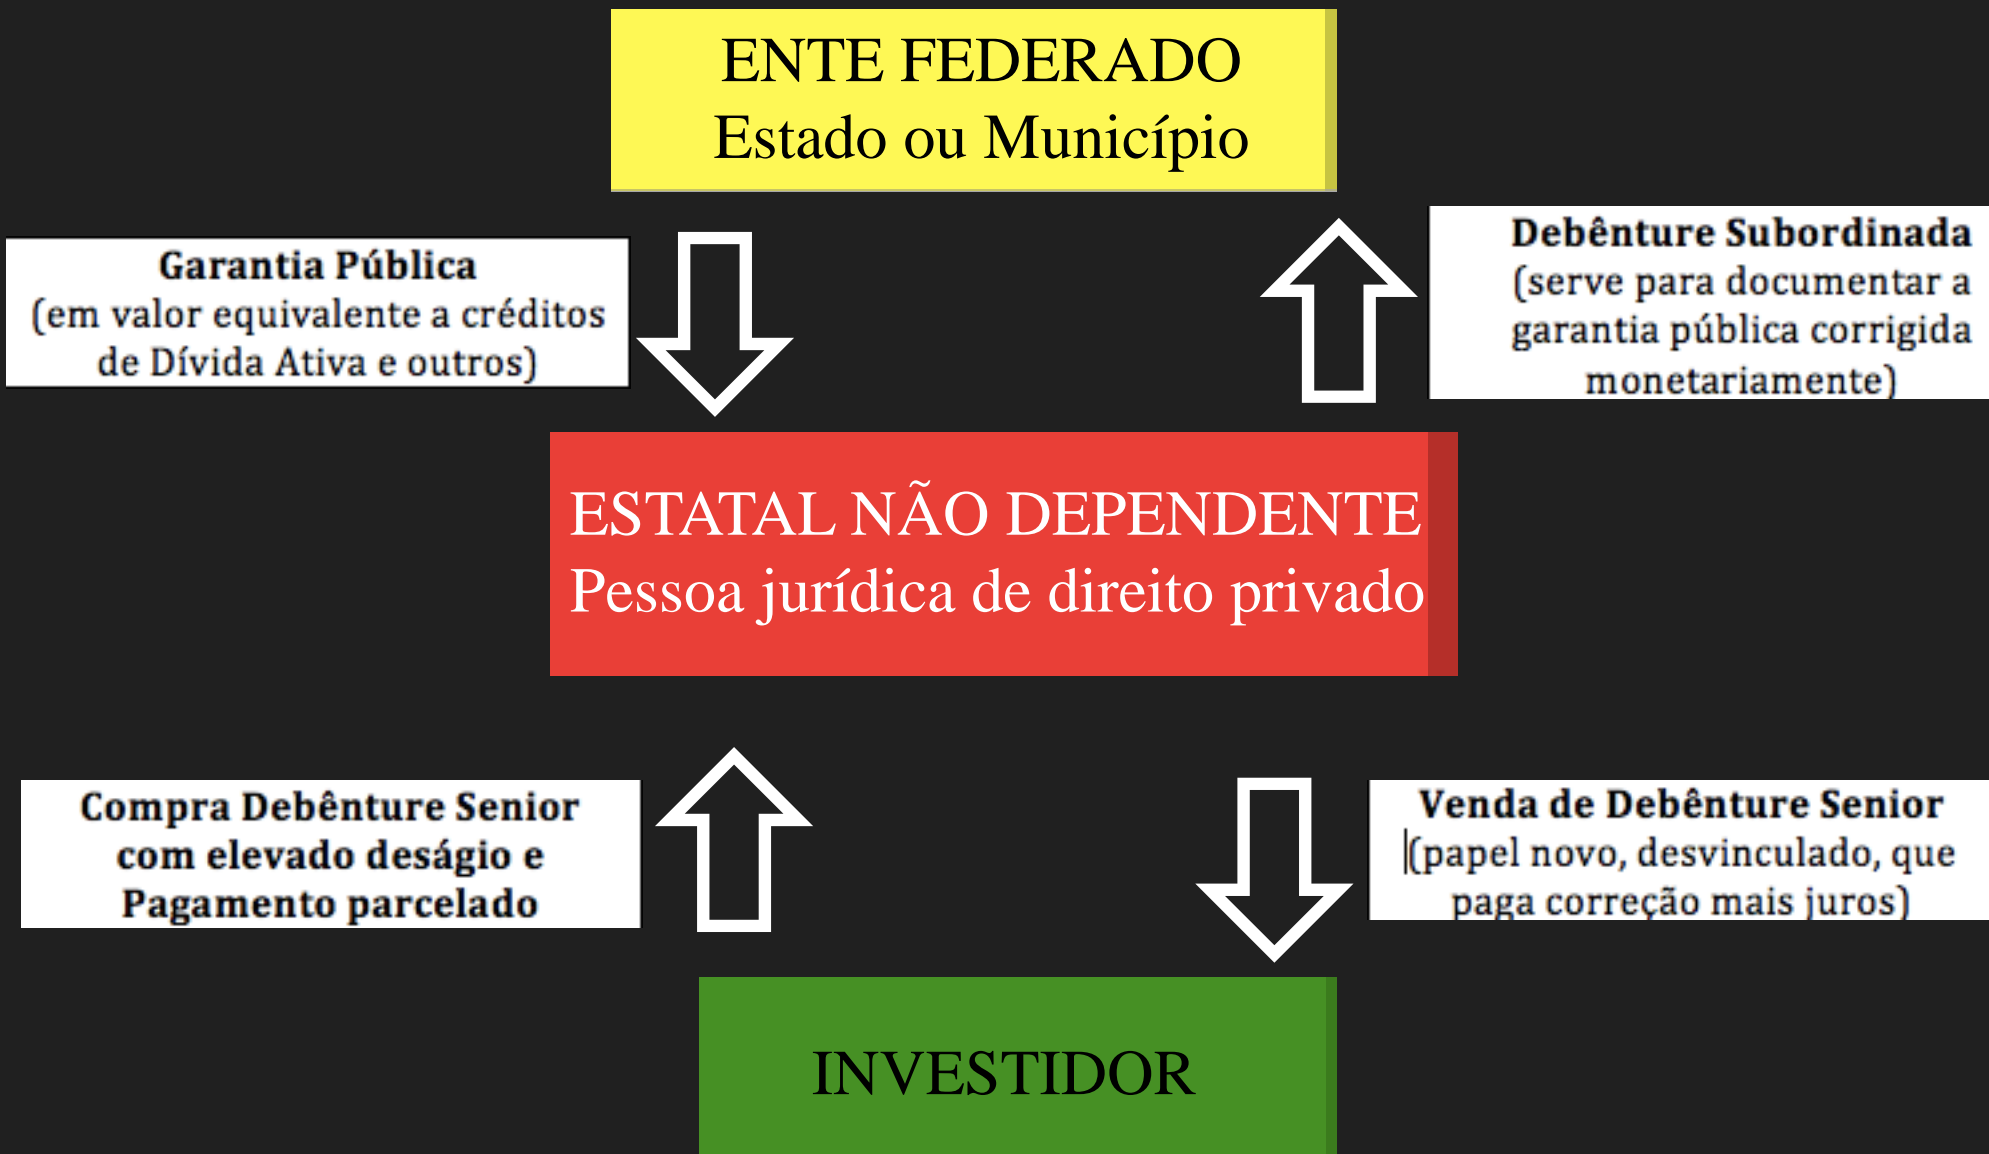 ENTE FEDERADO
Estado ou Município
Garantia Pública
(em valor equivalente a créditos
de Dívida Ativa e outros)
Debênture Subordinada
(serve para documentar a
garantia pública corrigida
monetariamente)
ESTATAL NÃO DEPENDENTE
Pessoa jurídica de direito privado
Compra Debênture Senior
com elevado deságio e
Pagamento parcelado
Venda de Debênture Senior
(papel novo, desvinculado, que
paga correção mais juros)
INVESTIDOR